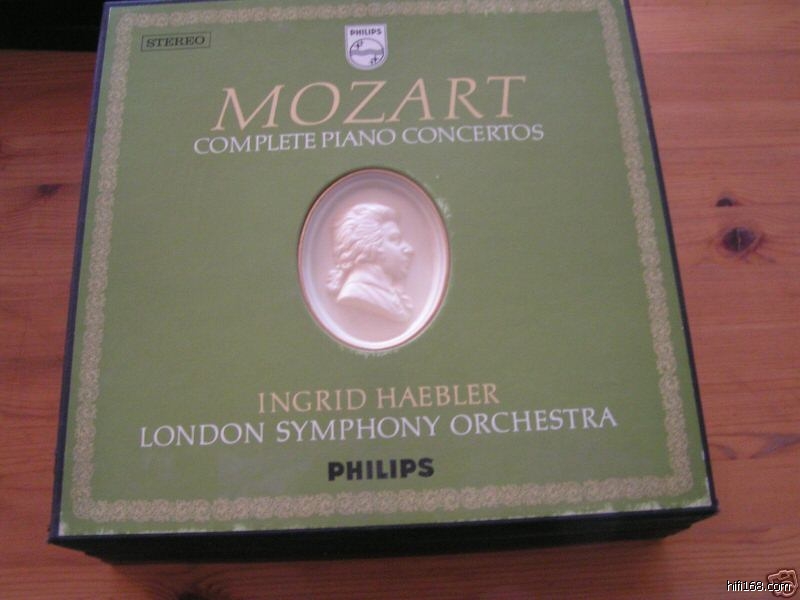 STEREO
PHILIPS
MOZART
COMPLETE PIANO CONCERTOS
INGRID HAEBLER
LONDON SYMPHONY ORCHESTRA
PHILIPS
hifi168.com